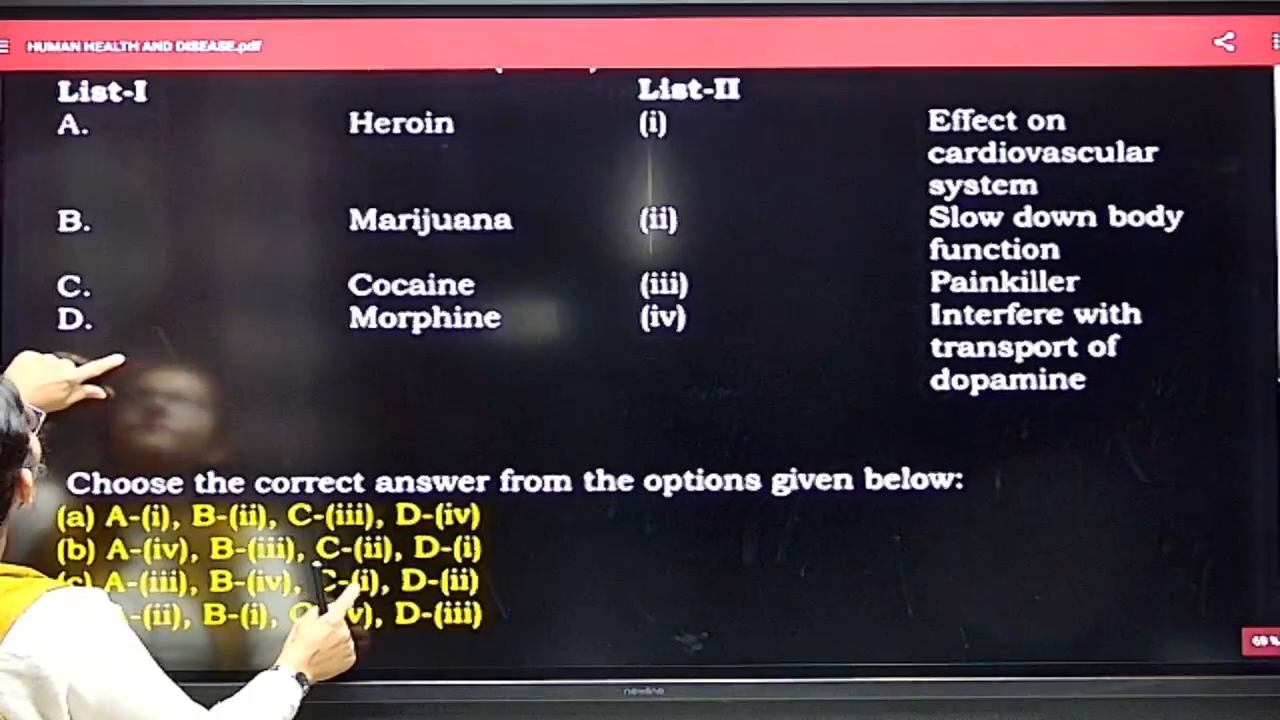 HUMAN HEALTH AND DISEASE.pdf
List-I List-II
A. Heroin (i) Effect on
cardiovascular
system
B. Marijuana (ii) Slow down body
function
C. Cocaine (iii) Painkiller
D. Morphine (iv) Interfere with
transport of
dopamine
Choose the correct answer from the options given below:
(a) A-(i), B-(ii), C-(iii), D-(iv)
(b) A-(iv), B-(iii), C-(ii), D-(i)
A-(iii), B-(iv), C-(i), D-(ii)
-(ii), B-(i), D-(iii)
69%
newline